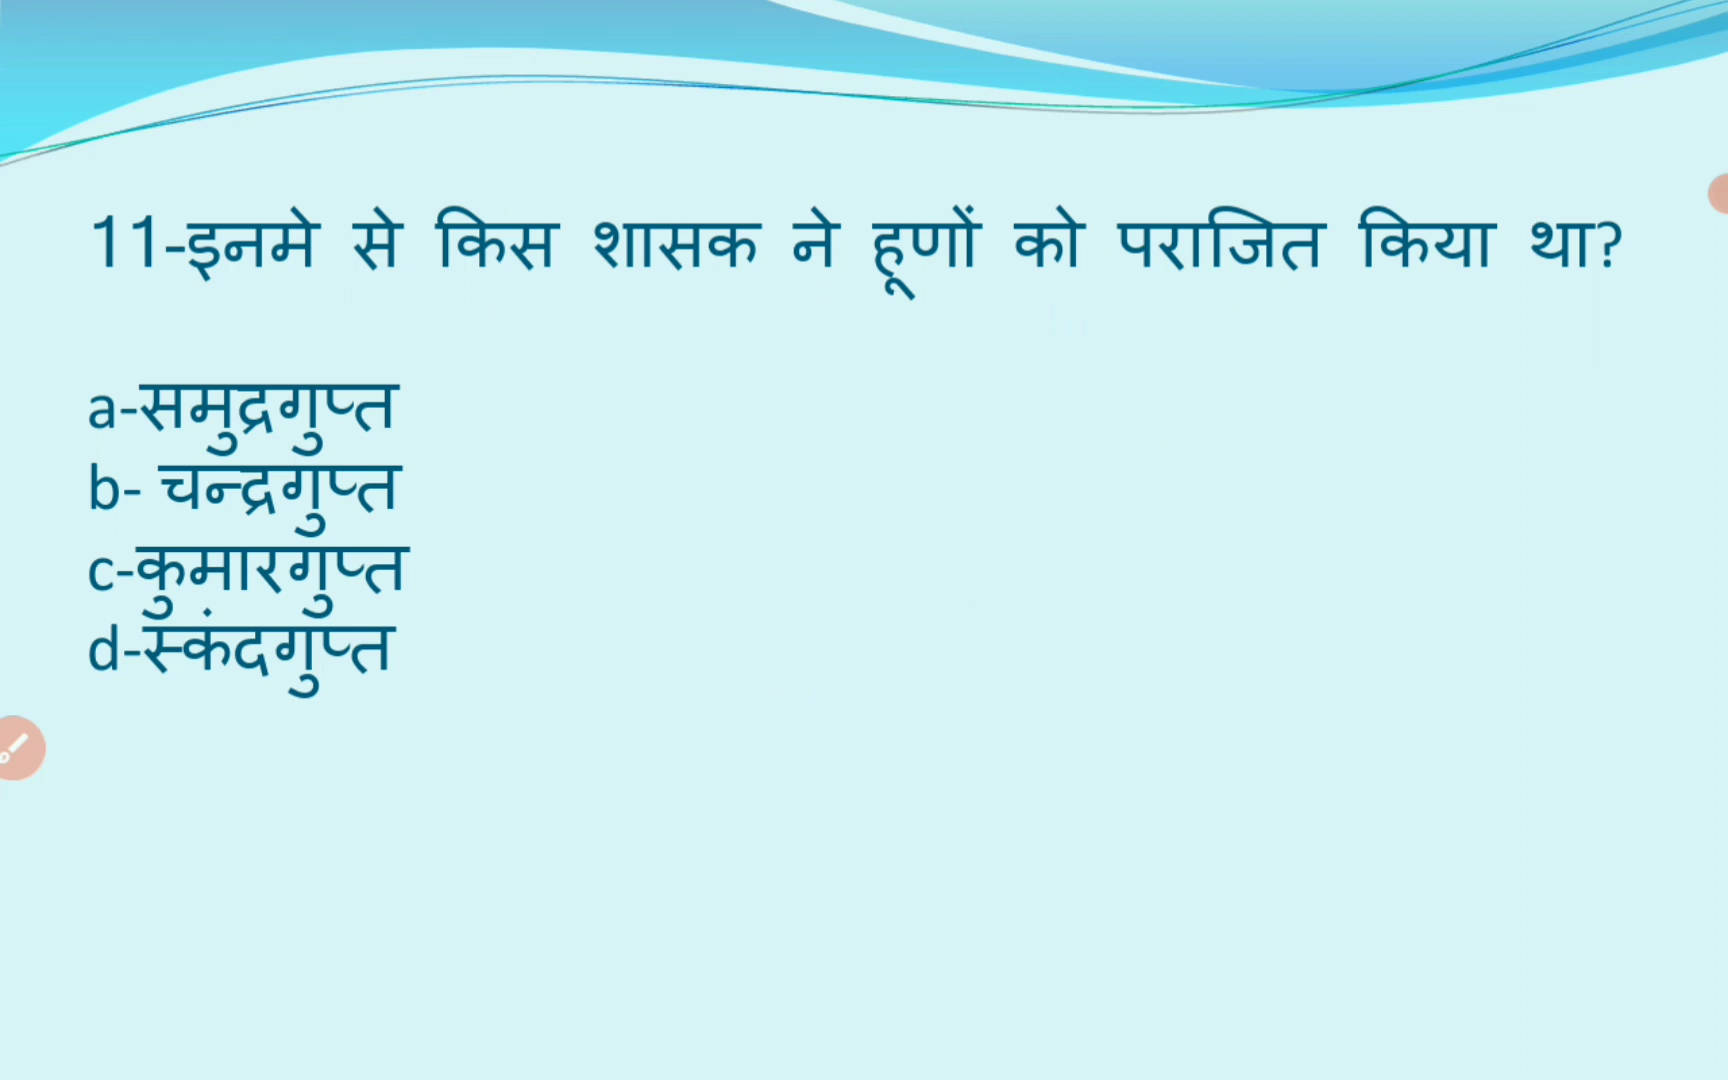 11-इनमे से किस शासक ने हूणों को पराजित किया था?
a-समुद्रगुप्त
b- चन्द्रगुप्त
c-कुमारगुप्त
d-स्कंदगुप्त